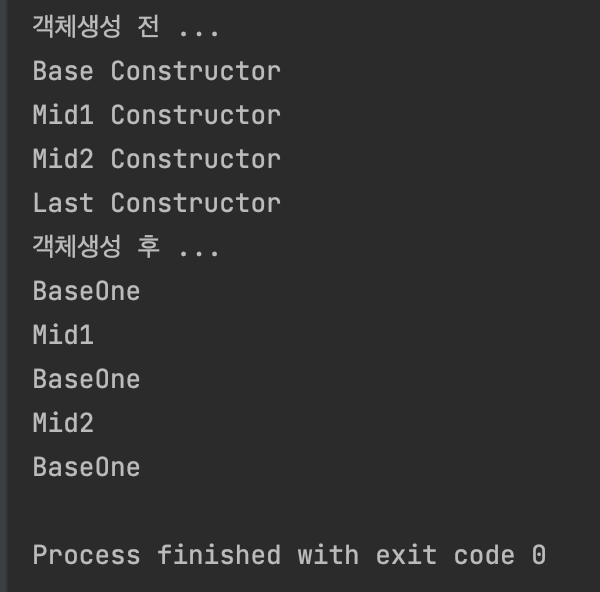 객체생성 전 ...
Base Constructor
Mid1 Constructor
Mid2 Constructor
Last Constructor
객체생성 후 ...
BaseOne
Mid1
BaseOne
Mid2
BaseOne
Process finished with exit code 0